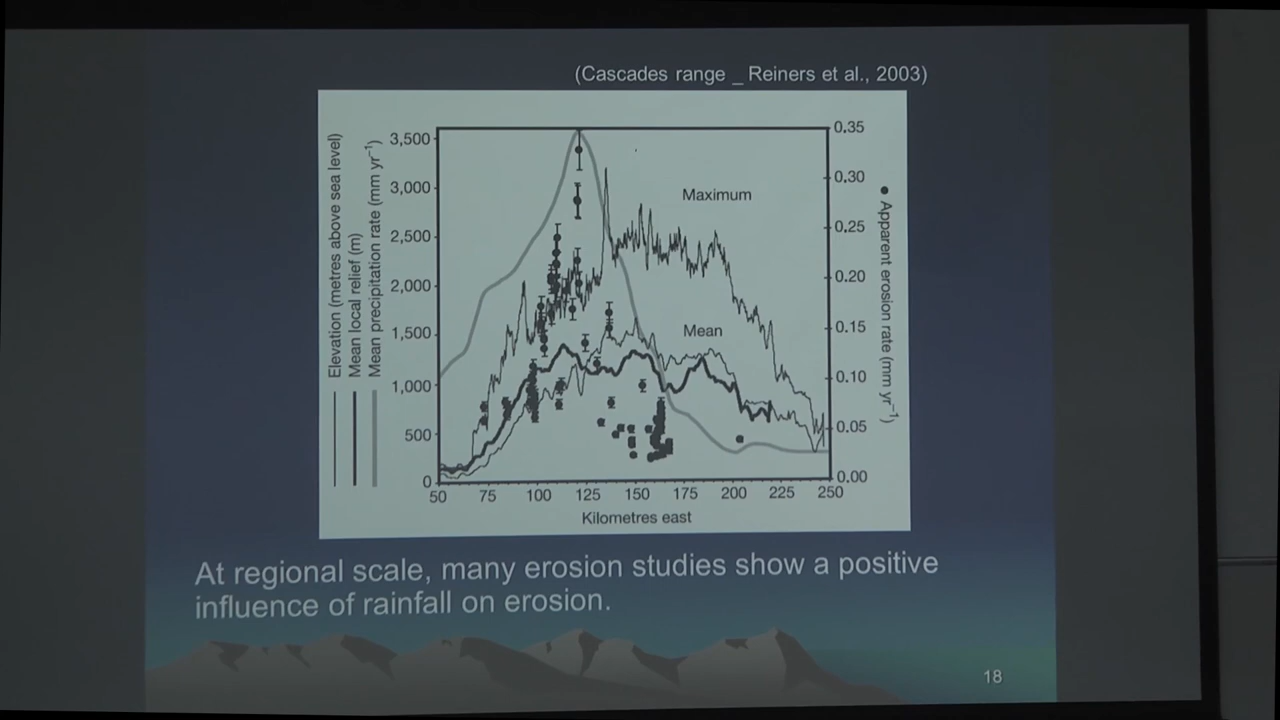 (Cascades range _ Reiners et al., 2003)
Elevation (metres above sea level)
Mean local relief (m)
Mean precipitation rate (mm yr⁻¹)
3,500
3,000
2,500
2,000
1,500
1,000
500
0
Maximum
Mean
0.35
0.30
0.25
0.20
0.15
0.10
0.05
0.00
Apparent erosion rate (mm yr⁻¹)
50 75 100 125 150 175 200 225 250
Kilometres east
At regional scale, many erosion studies show a positive
influence of rainfall on erosion.
18